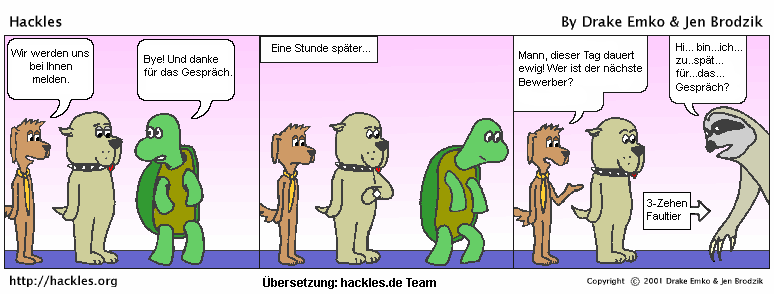 Hackles
By Drake Emko & Jen Brodzik
Wir werden uns
bei Ihnen
melden.
Bye! Und danke
für das Gespräch.
Eine Stunde später...
Mann, dieser Tag dauert
ewig! Wer ist der nächste
Bewerber?
Hi... bin...ich...
zu..spät...
für...das...
Gespräch?
3-Zehen
Faultier
http://hackles.org
Übersetzung: hackles.de Team
Copyright © 2001 Drake Emko & Jen Brodzik